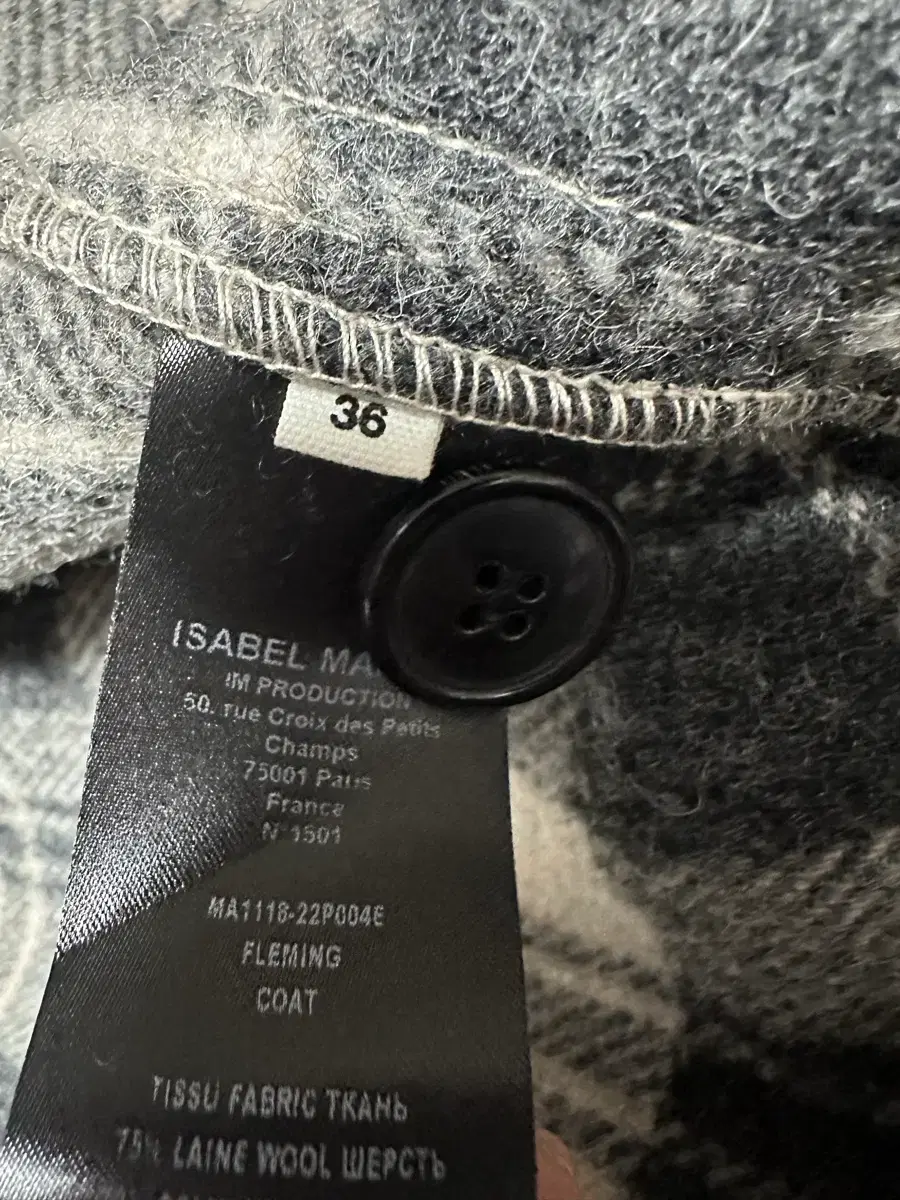 36
ISABEL MA
IM PRODUCTION
50, rue Croix des Petits
Champs
75001 Paris
France
N°1501
MA1118-22P004E
FLEMING
COAT
TISSU FABRIC ТКАНЬ
75% LAINE WOOL ШЕРСТЬ